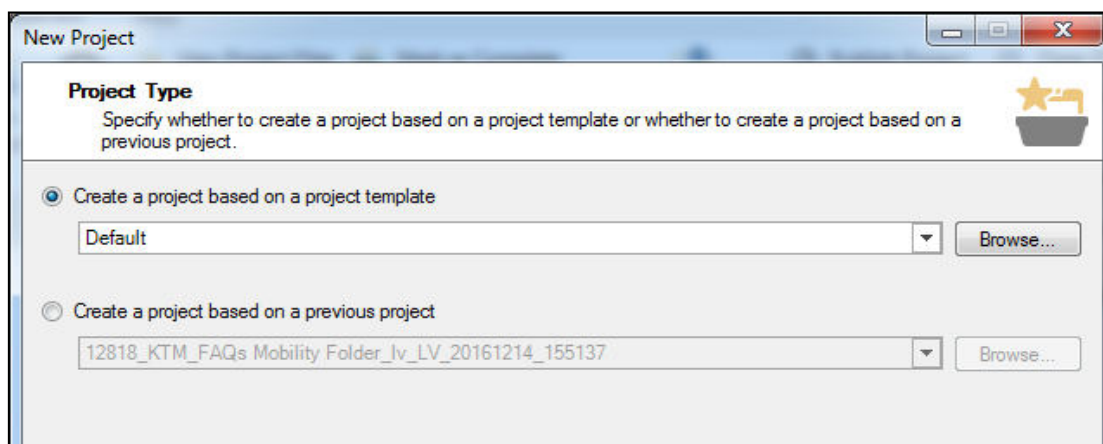 New Project
Project Type
Specify whether to create a project based on a project template or whether to create a project based on a
previous project.
Create a project based on a project template
Default
Browse...
Create a project based on a previous project
12818_KTM_FAQs Mobility Folder_lv_LV_20161214_155137
Browse...